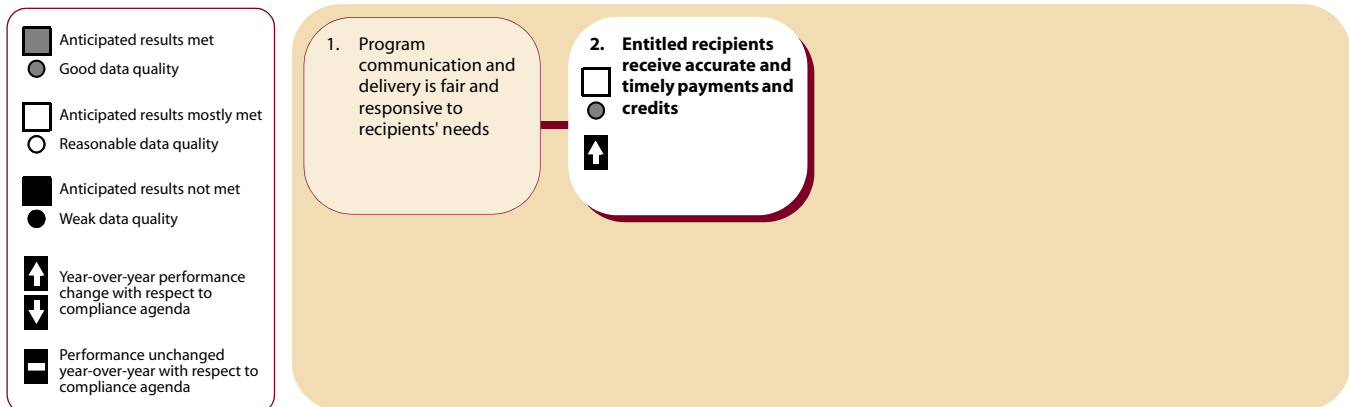 Anticipated results met
Good data quality
Anticipated results mostly met
Reasonable data quality
Anticipated results not met
Weak data quality
Year-over-year performance
change with respect to
compliance agenda
Performance unchanged
year-over-year with respect to
compliance agenda
1. Program
communication and
delivery is fair and
responsive to
recipients' needs
2. Entitled recipients
receive accurate and
timely payments and
credits